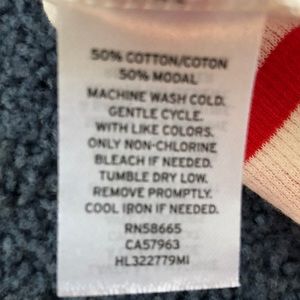 50% COTTON/COTON
50% MODAL
MACHINE WASH COLD.
GENTLE CYCLE.
WITH LIKE COLORS.
ONLY NON-CHLORINE
BLEACH IF NEEDED.
TUMBLE DRY LOW.
REMOVE PROMPTLY.
COOL IRON IF NEEDED.
RN58665
CA57963
HL322779MI